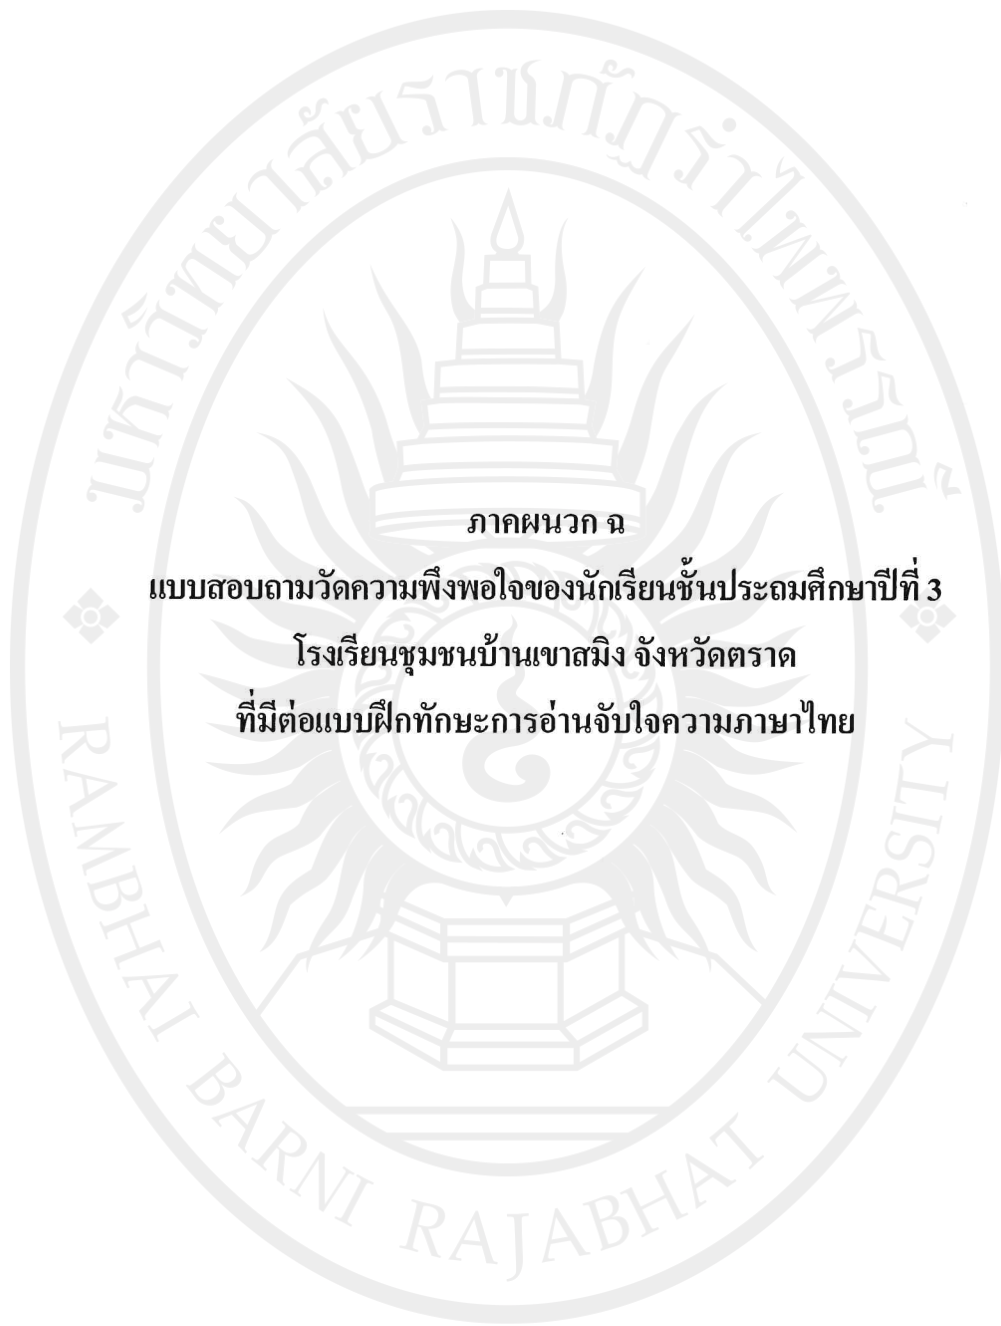 มหาวิทยาลัยราชภัฏรำไพพรรณี
ภาคผนวก ฉ
แบบสอบถามวัดความพึงพอใจของนักเรียนชั้นประถมศึกษาปีที่ 3
โรงเรียนชุมชนบ้านเขาสมิง จังหวัดตราด
ที่มีต่อแบบฝึกทักษะการอ่านจับใจความภาษาไทย
RAMBHAI BARNI RAJABHAT UNIVERSITY